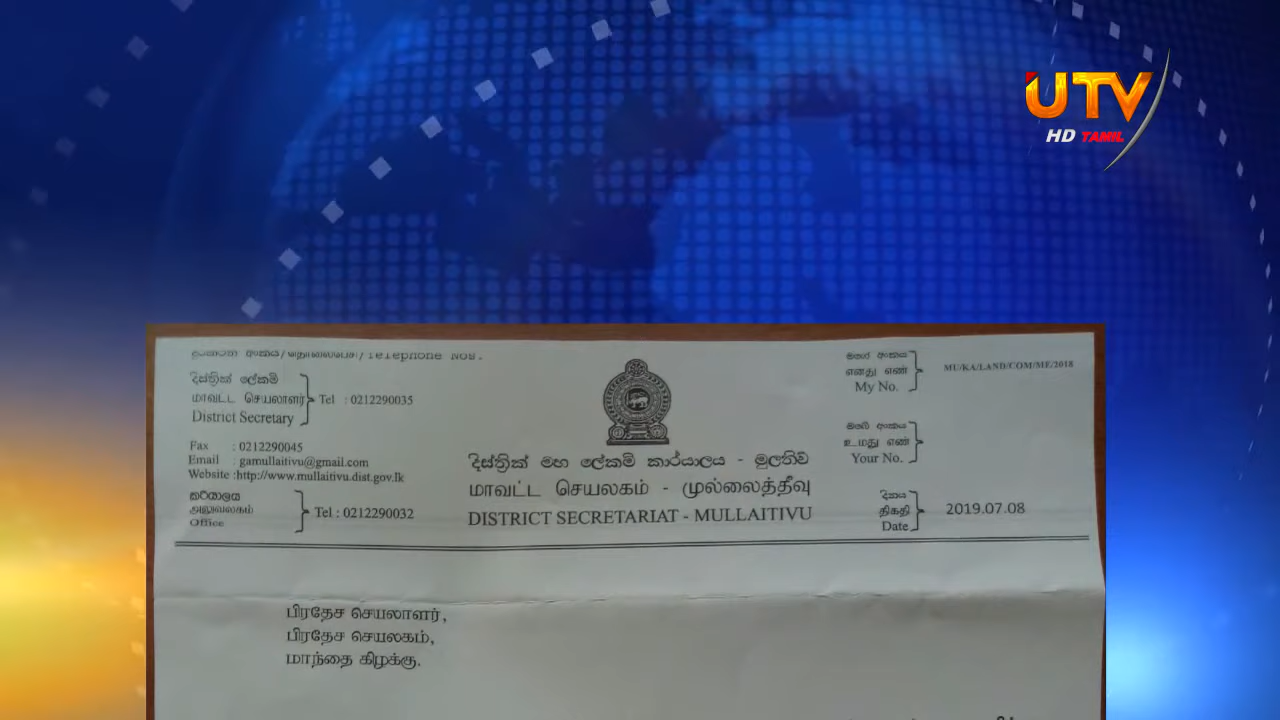 UTV
HD TAMIL
දුරකථන අංකය/தொலைபேசி/Telephone Nos.
දිස්ත්‍රික් ලේකම්
மாவட்ட செயலாளர்
District Secretary
Tel : 0212290035
Fax : 0212290045
Email : gamullaitivu@gmail.com
Website :http://www.mullaitivu.dist.gov.lk
කාර්යාලය
அலுவலகம்
Office
Tel : 0212290032
දිස්ත්‍රික් මහ ලේකම් කාර්යාලය - මුලතිව
மாவட்ட செயலகம் - முல்லைத்தீவு
DISTRICT SECRETARIAT - MULLAITIVU
මගේ අංකය
எனது எண்
My No.
MU/KA/LAND/COM/ME/2018
ඔබේ අංකය
உமது எண்
Your No.
දිනය
திகதி
Date
2019.07.08
பிரதேச செயலாளர்,
பிரதேச செயலகம்,
மாந்தை கிழக்கு.